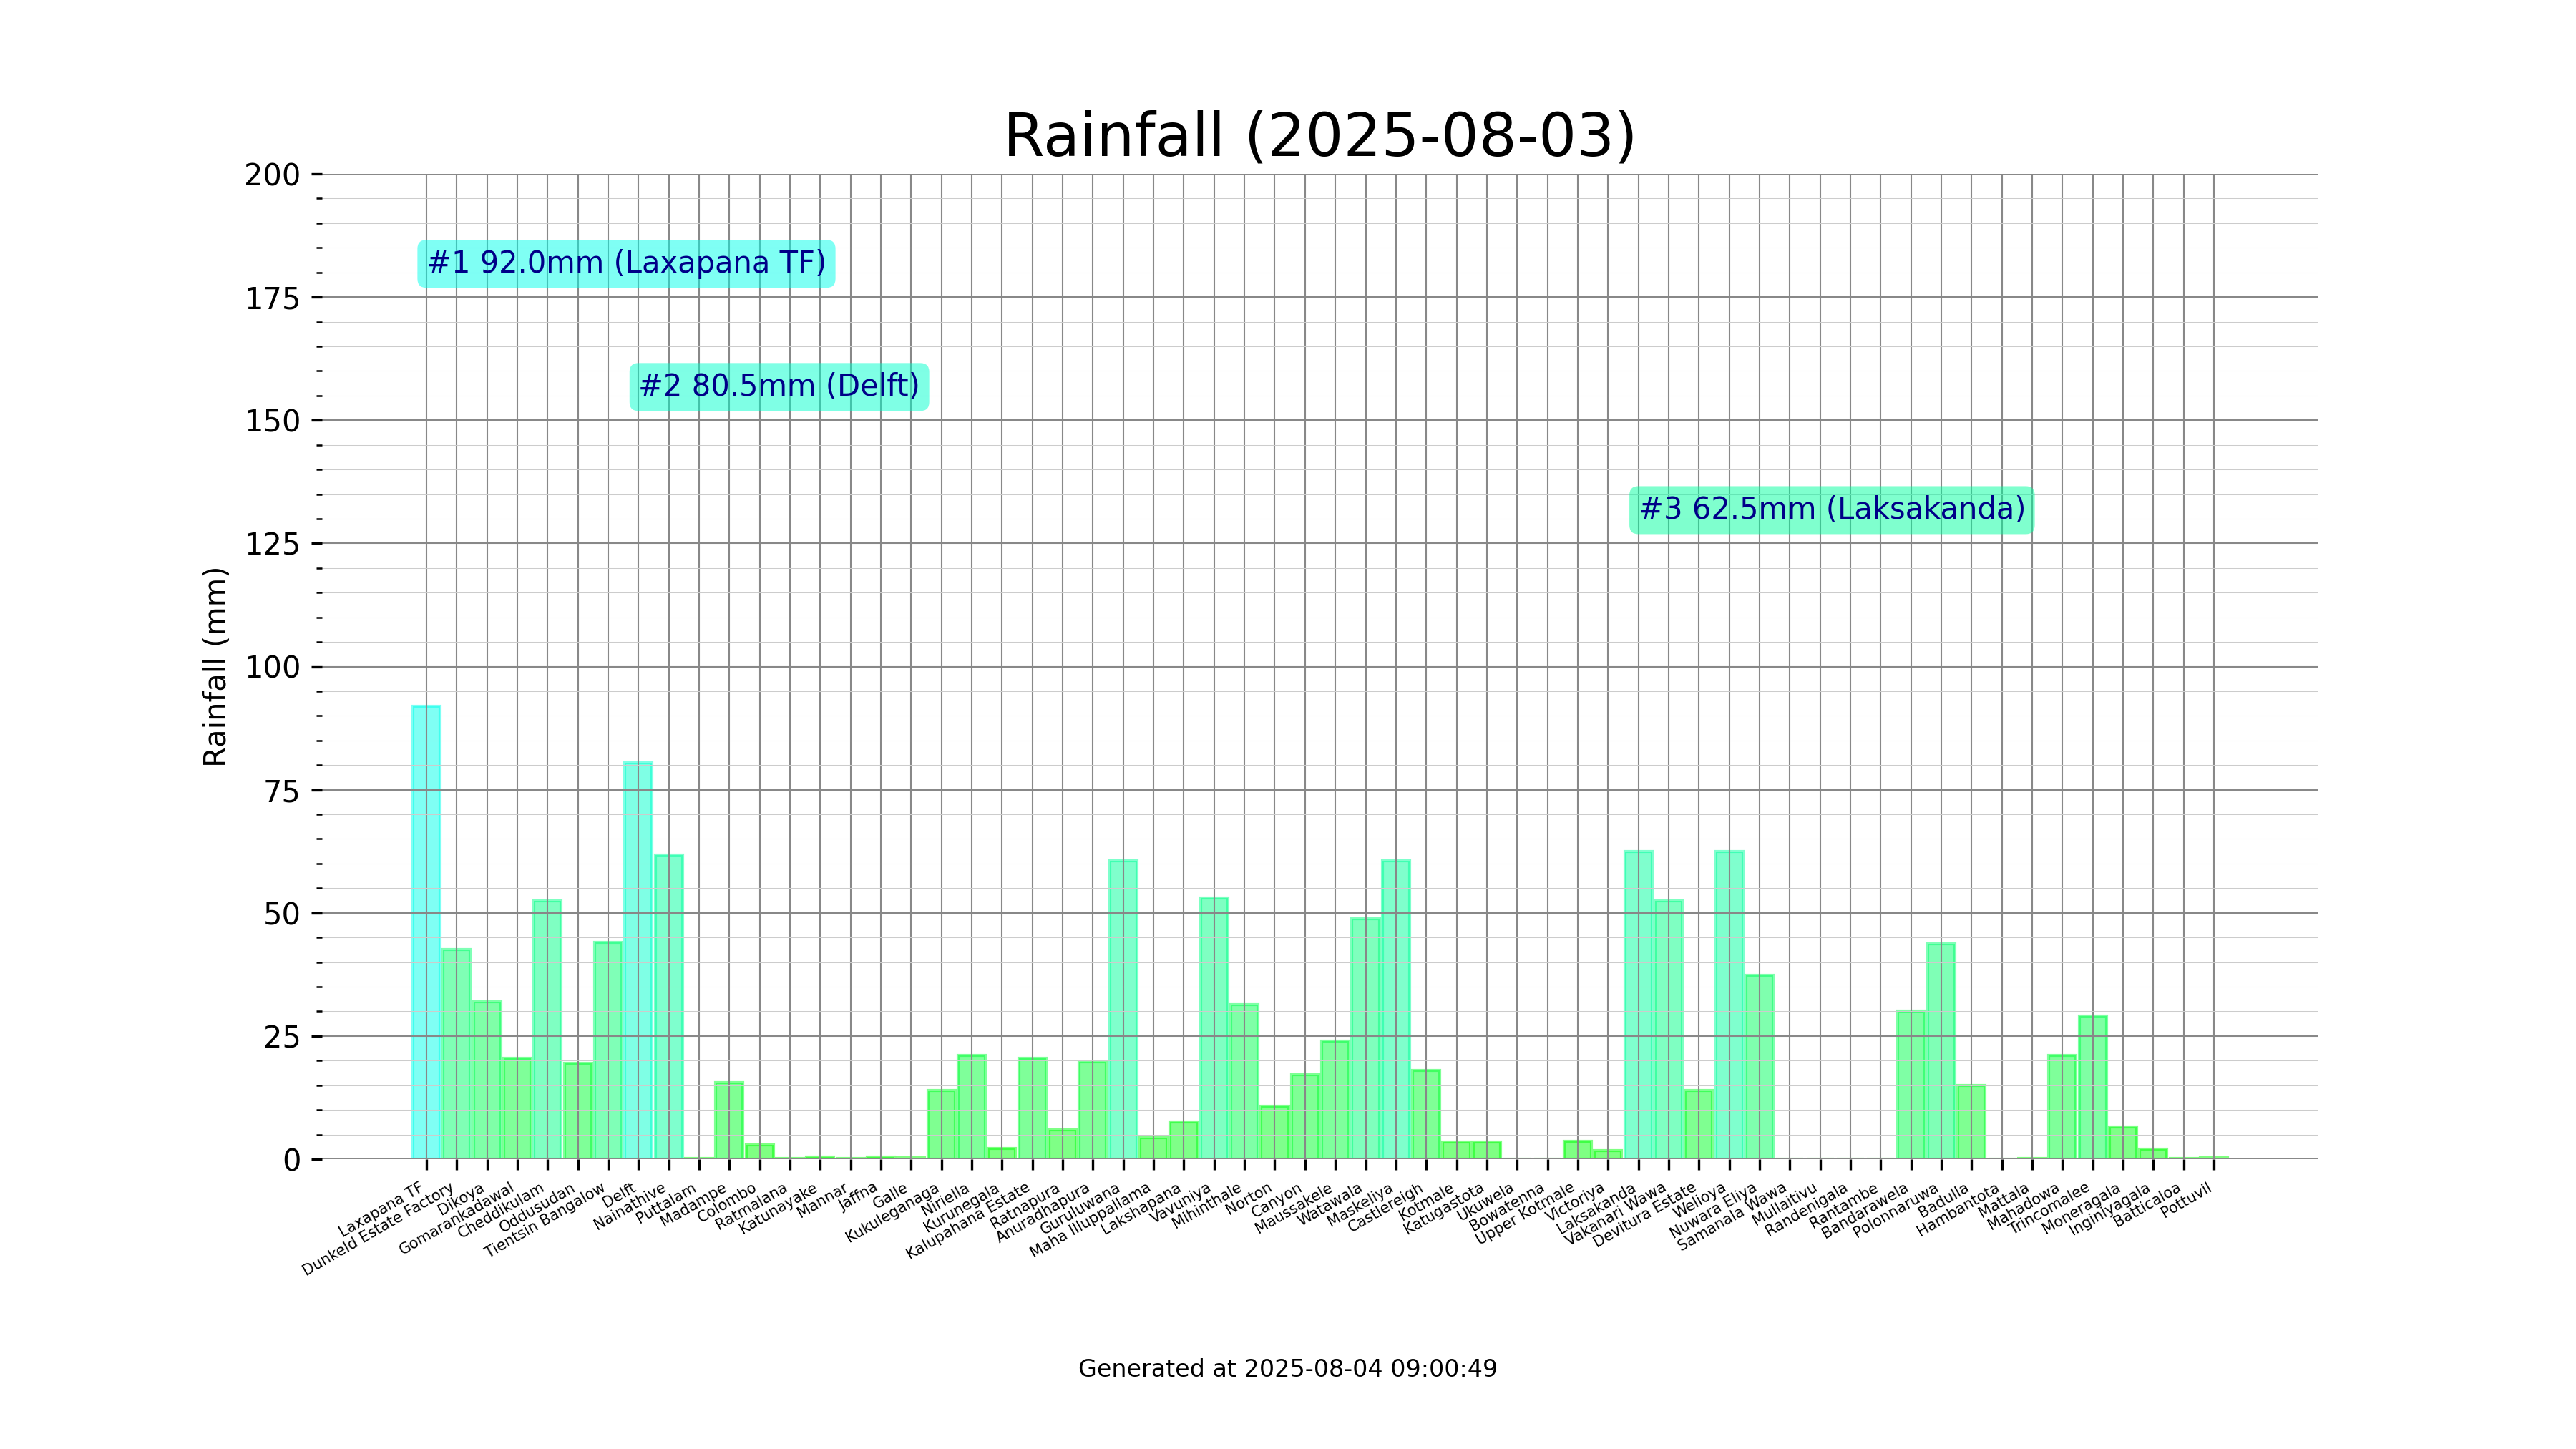 Rainfall (2025-08-03)
200
175
150
125
100
75
50
25
0
Rainfall (mm)
#1 92.0mm (Laxapana TF)
#2 80.5mm (Delft)
#3 62.5mm (Laksakanda)
Laxapana TF
Dunkeld Estate Factory
Dikoya
Gomarankadawal
Cheddikulam
Oddusudan
Tientsin Bangalow
Delft
Nainathive
Puttalam
Madampe
Colombo
Ratmalana
Katunayake
Mannar
Jaffna
Galle
Kukuleganaga
Niriella
Kurunegala
Kalupahana Estate
Ratnapura
Anuradhapura
Guruluwana
Maha Illuppallama
Lakshapana
Vavuniya
Mihinthale
Norton
Canyon
Maussakele
Watawala
Maskeliya
Castlereigh
Kotmale
Katugastota
Ukuwela
Bowatenna
Upper Kotmale
Victoriya
Laksakanda
Vakanari Wawa
Devitura Estate
Welioya
Nuwara Eliya
Samanala Wawa
Mulaitivu
Randenigala
Rantambe
Bandarawela
Polonnaruwa
Badulla
Hambantota
Mattala
Mahadowa
Trincomalee
Moneragala
Inginiyagala
Batticaloa
Pottuvil
Generated at 2025-08-04 09:00:49